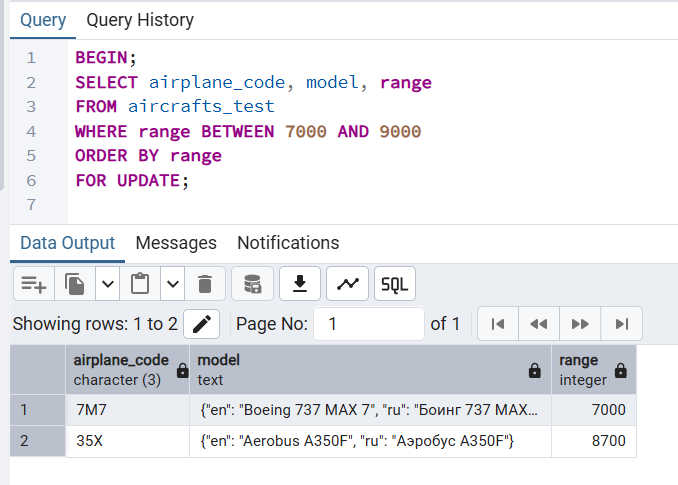 Query Query History
1 BEGIN;
2 SELECT airplane_code, model, range
3 FROM aircrafts_test
4 WHERE range BETWEEN 7000 AND 9000
5 ORDER BY range
6 FOR UPDATE;
7
Data Output Messages Notifications
SQL
Showing rows: 1 to 2 Page No: 1 of 1
airplane_code model range
character (3) text integer
1 7M7 {"en": "Boeing 737 MAX 7", "ru": "Боинг 737 MAX... 7000
2 35X {"en": "Aerobus A350F", "ru": "Аэробус A350F"} 8700